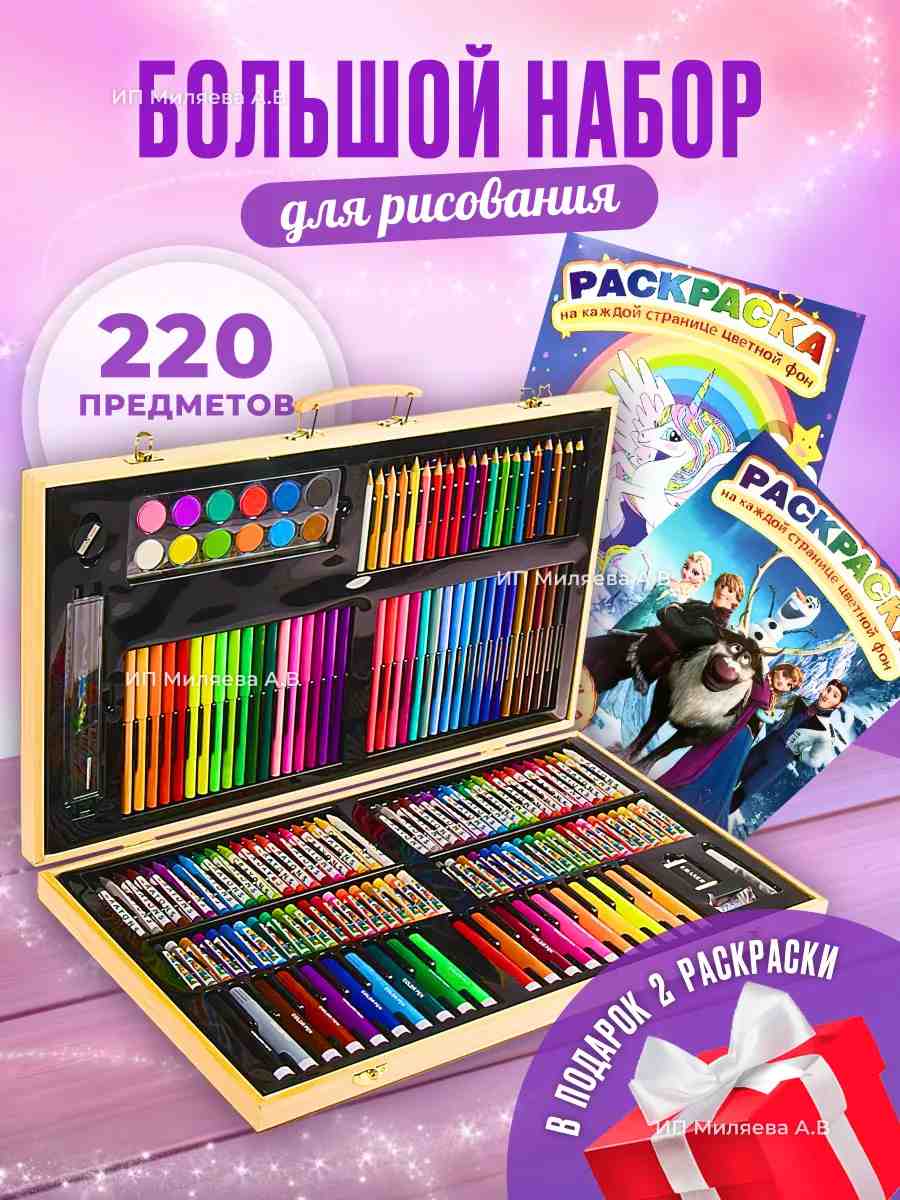 БОЛЬШОЙ НАБОР
ИП Миляева А.В
для рисования
220
ПРЕДМЕТОВ
РАСКРАСКА
на каждой странице цветной фон
РАСКРАСКА
на каждой странице цветной фон
ИП Миляева А.В
ИП Миляева А.В
В ПОДАРОК 2 РАСКРАСКИ
ИП Миляева А.В